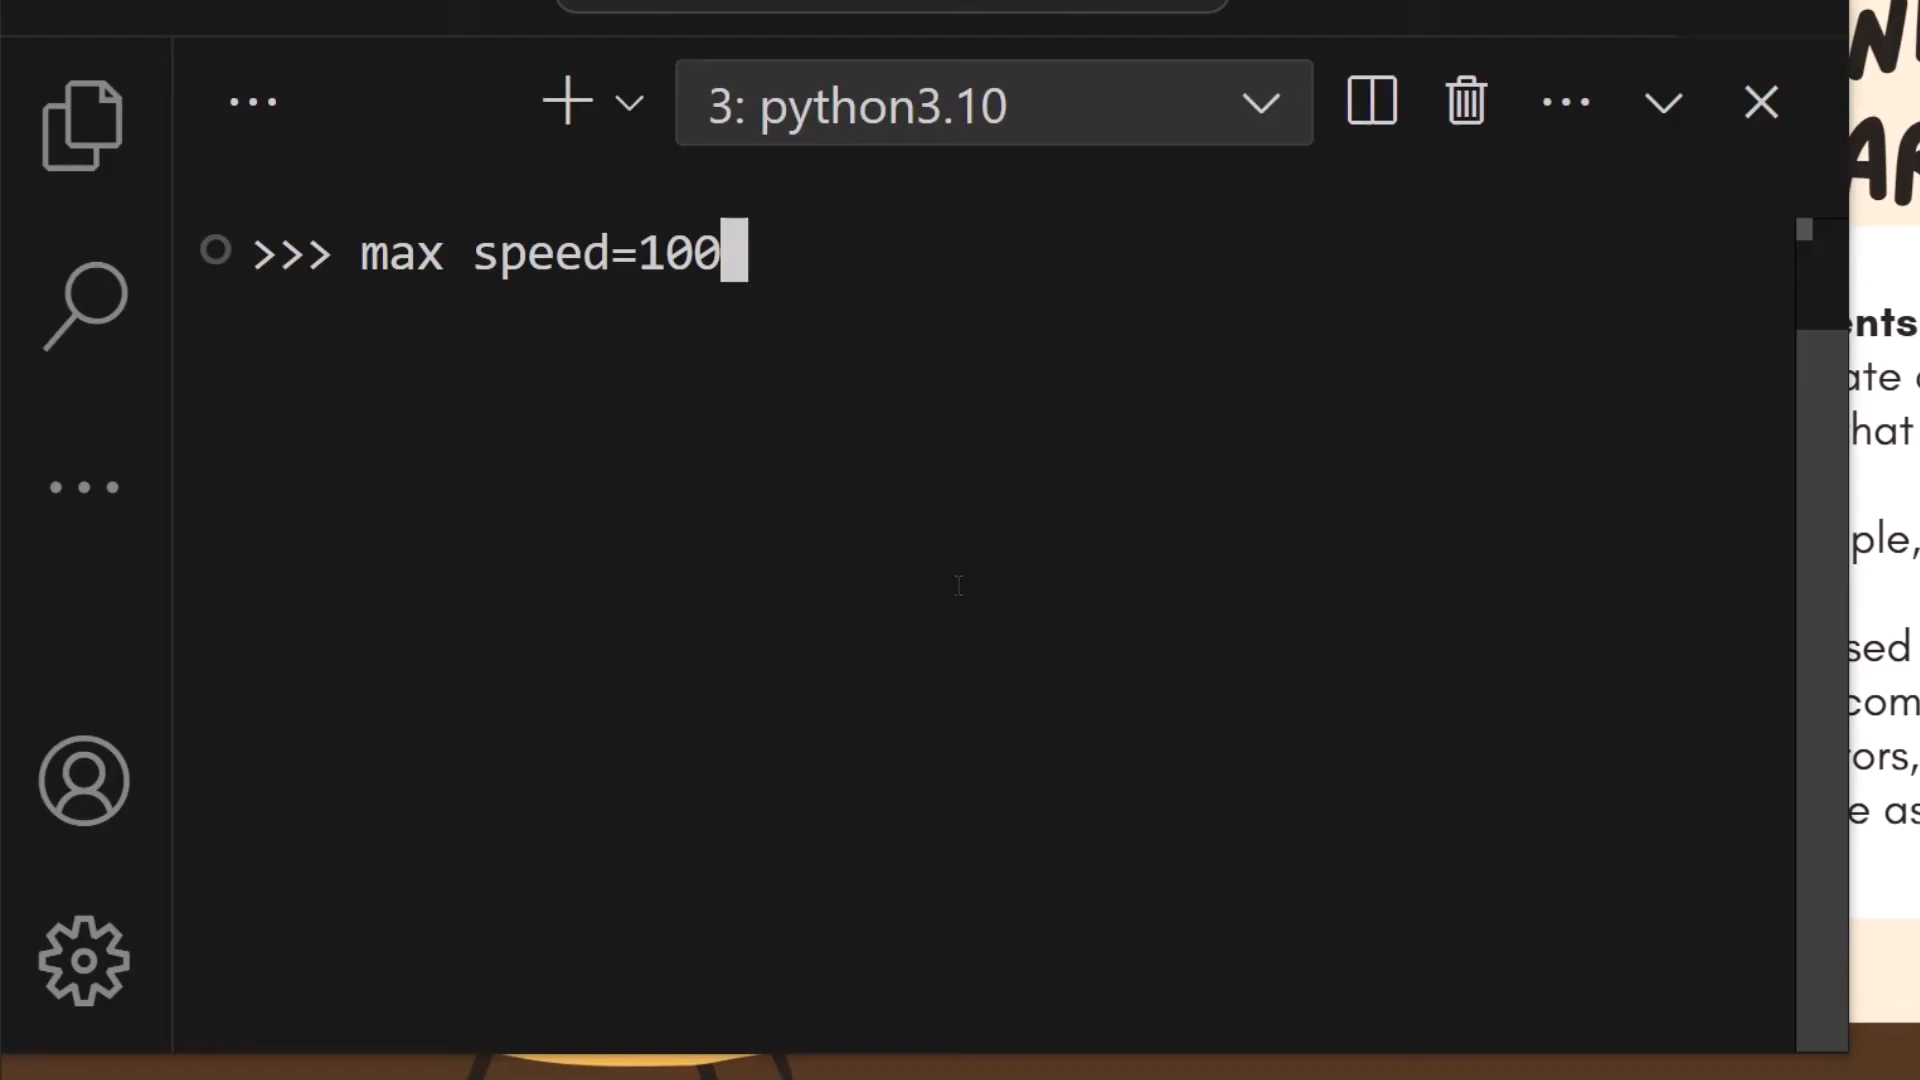 3: python3.10
>>> max speed=100
nts
ate
hat
ple,
sed
com
ors,
e as